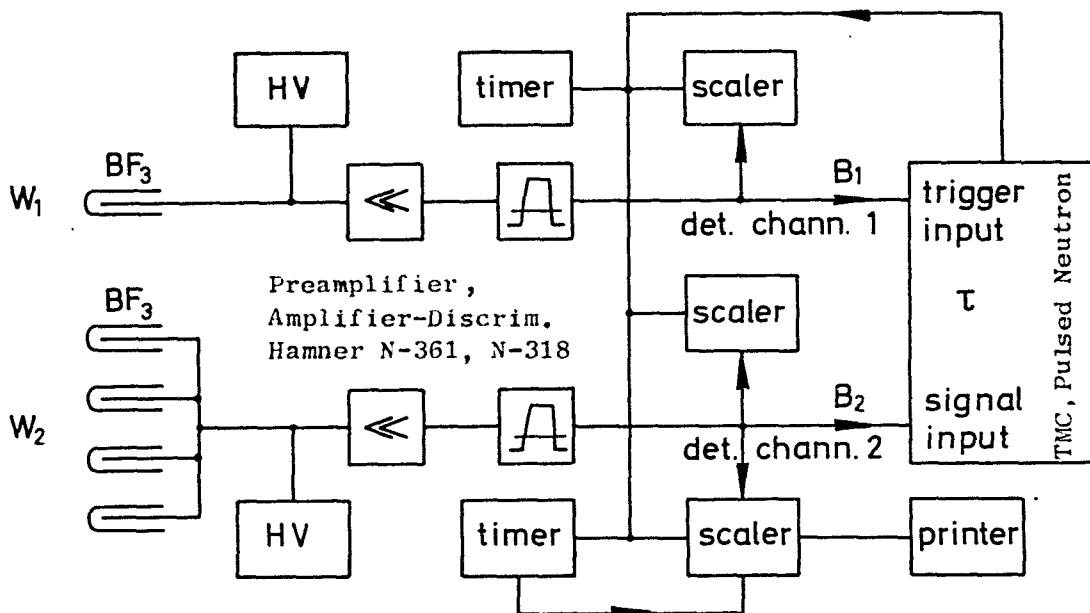 HV
timer
scaler
BF₃
W₁
B₁
det. chann. 1
trigger
input
τ
signal
input
TMC, Pulsed Neutron
Preamplifier,
Amplifier-Discrim.
Hamner N-361, N-318
scaler
BF₃
W₂
B₂
det. chann. 2
HV
timer
scaler
printer